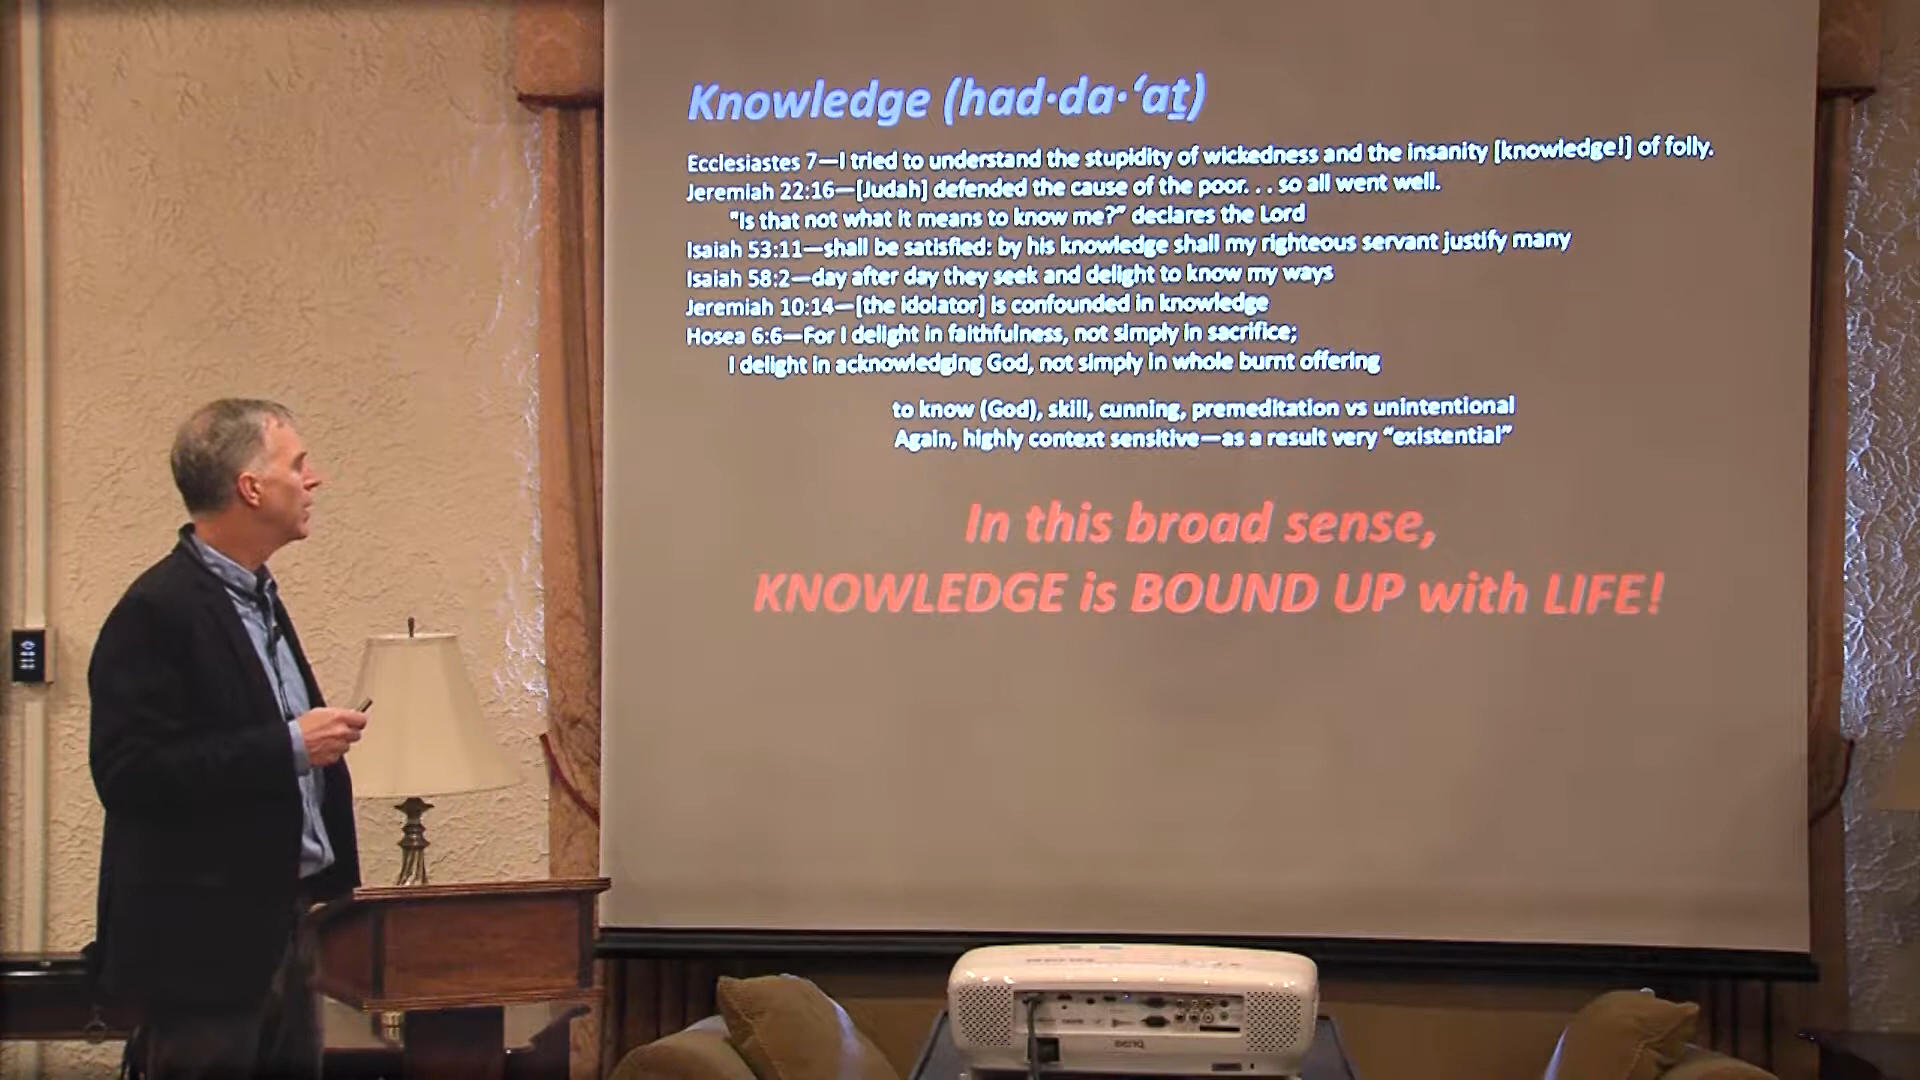 Knowledge (had·da·‘aṯ)
Ecclesiastes 7—I tried to understand the stupidity of wickedness and the insanity [knowledge!] of folly.
Jeremiah 22:16—[Judah] defended the cause of the poor. . . so all went well.
"Is that not what it means to know me?" declares the Lord
Isaiah 53:11—shall be satisfied: by his knowledge shall my righteous servant justify many
Isaiah 58:2—day after day they seek and delight to know my ways
Jeremiah 10:14—[the idolator] is confounded in knowledge
Hosea 6:6—For I delight in faithfulness, not simply in sacrifice;
I delight in acknowledging God, not simply in whole burnt offering
to know (God), skill, cunning, premeditation vs unintentional
Again, highly context sensitive—as a result very “existential”
In this broad sense,
KNOWLEDGE is BOUND UP with LIFE!
BenQ